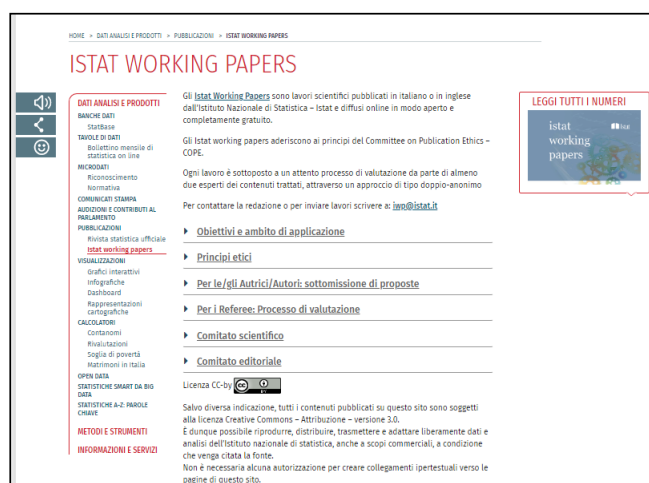 HOME > DATI ANALISI E PRODOTTI > PUBBLICAZIONI > ISTAT WORKING PAPERS
ISTAT WORKING PAPERS
DATI ANALISI E PRODOTTI
BANCHE DATI
StatBase
TAVOLE DI DATI
Bollettino mensile di
statistica on line
MICRODATI
Riconoscimento
Normativa
COMUNICATI STAMPA
AUDIZIONI E CONTRIBUTI AL
PARLAMENTO
PUBBLICAZIONI
Rivista statistica ufficiale
Istat working papers
VISUALIZZAZIONI
Grafici interattivi
Infografiche
Dashboard
Rappresentazioni
cartografiche
CALCOLATORI
Contanomi
Rivalutazioni
Soglia di povertà
Matrimoni in Italia
OPEN DATA
STATISTICHE SMART DA BIG
DATA
STATISTICHE A-Z: PAROLE
CHIAVE
METODI E STRUMENTI
INFORMAZIONI E SERVIZI
Gli Istat Working Papers sono lavori scientifici pubblicati in italiano o in inglese
dall'Istituto Nazionale di Statistica – Istat e diffusi online in modo aperto e
completamente gratuito.
Gli Istat working papers aderiscono ai principi del Committee on Publication Ethics –
COPE.
Ogni lavoro è sottoposto a un attento processo di valutazione da parte di almeno
due esperti dei contenuti trattati, attraverso un approccio di tipo doppio-anonimo
Per contattare la redazione o per inviare lavori scrivere a: iwp@istat.it
Obiettivi e ambito di applicazione
Principi etici
Per le/gli Autrici/Autori: sottomissione di proposte
Per i Referee: Processo di valutazione
Comitato scientifico
Comitato editoriale
Licenza CC-by
Salvo diversa indicazione, tutti i contenuti pubblicati su questo sito sono soggetti
alla licenza Creative Commons – Attribuzione – versione 3.0.
È dunque possibile riprodurre, distribuire, trasmettere e adattare liberamente dati e
analisi dell'Istituto nazionale di statistica, anche a scopi commerciali, a condizione
che venga citata la fonte.
Non è necessaria alcuna autorizzazione per creare collegamenti ipertestuali verso le
pagine di questo sito.
LEGGI TUTTI I NUMERI
istat
working
papers